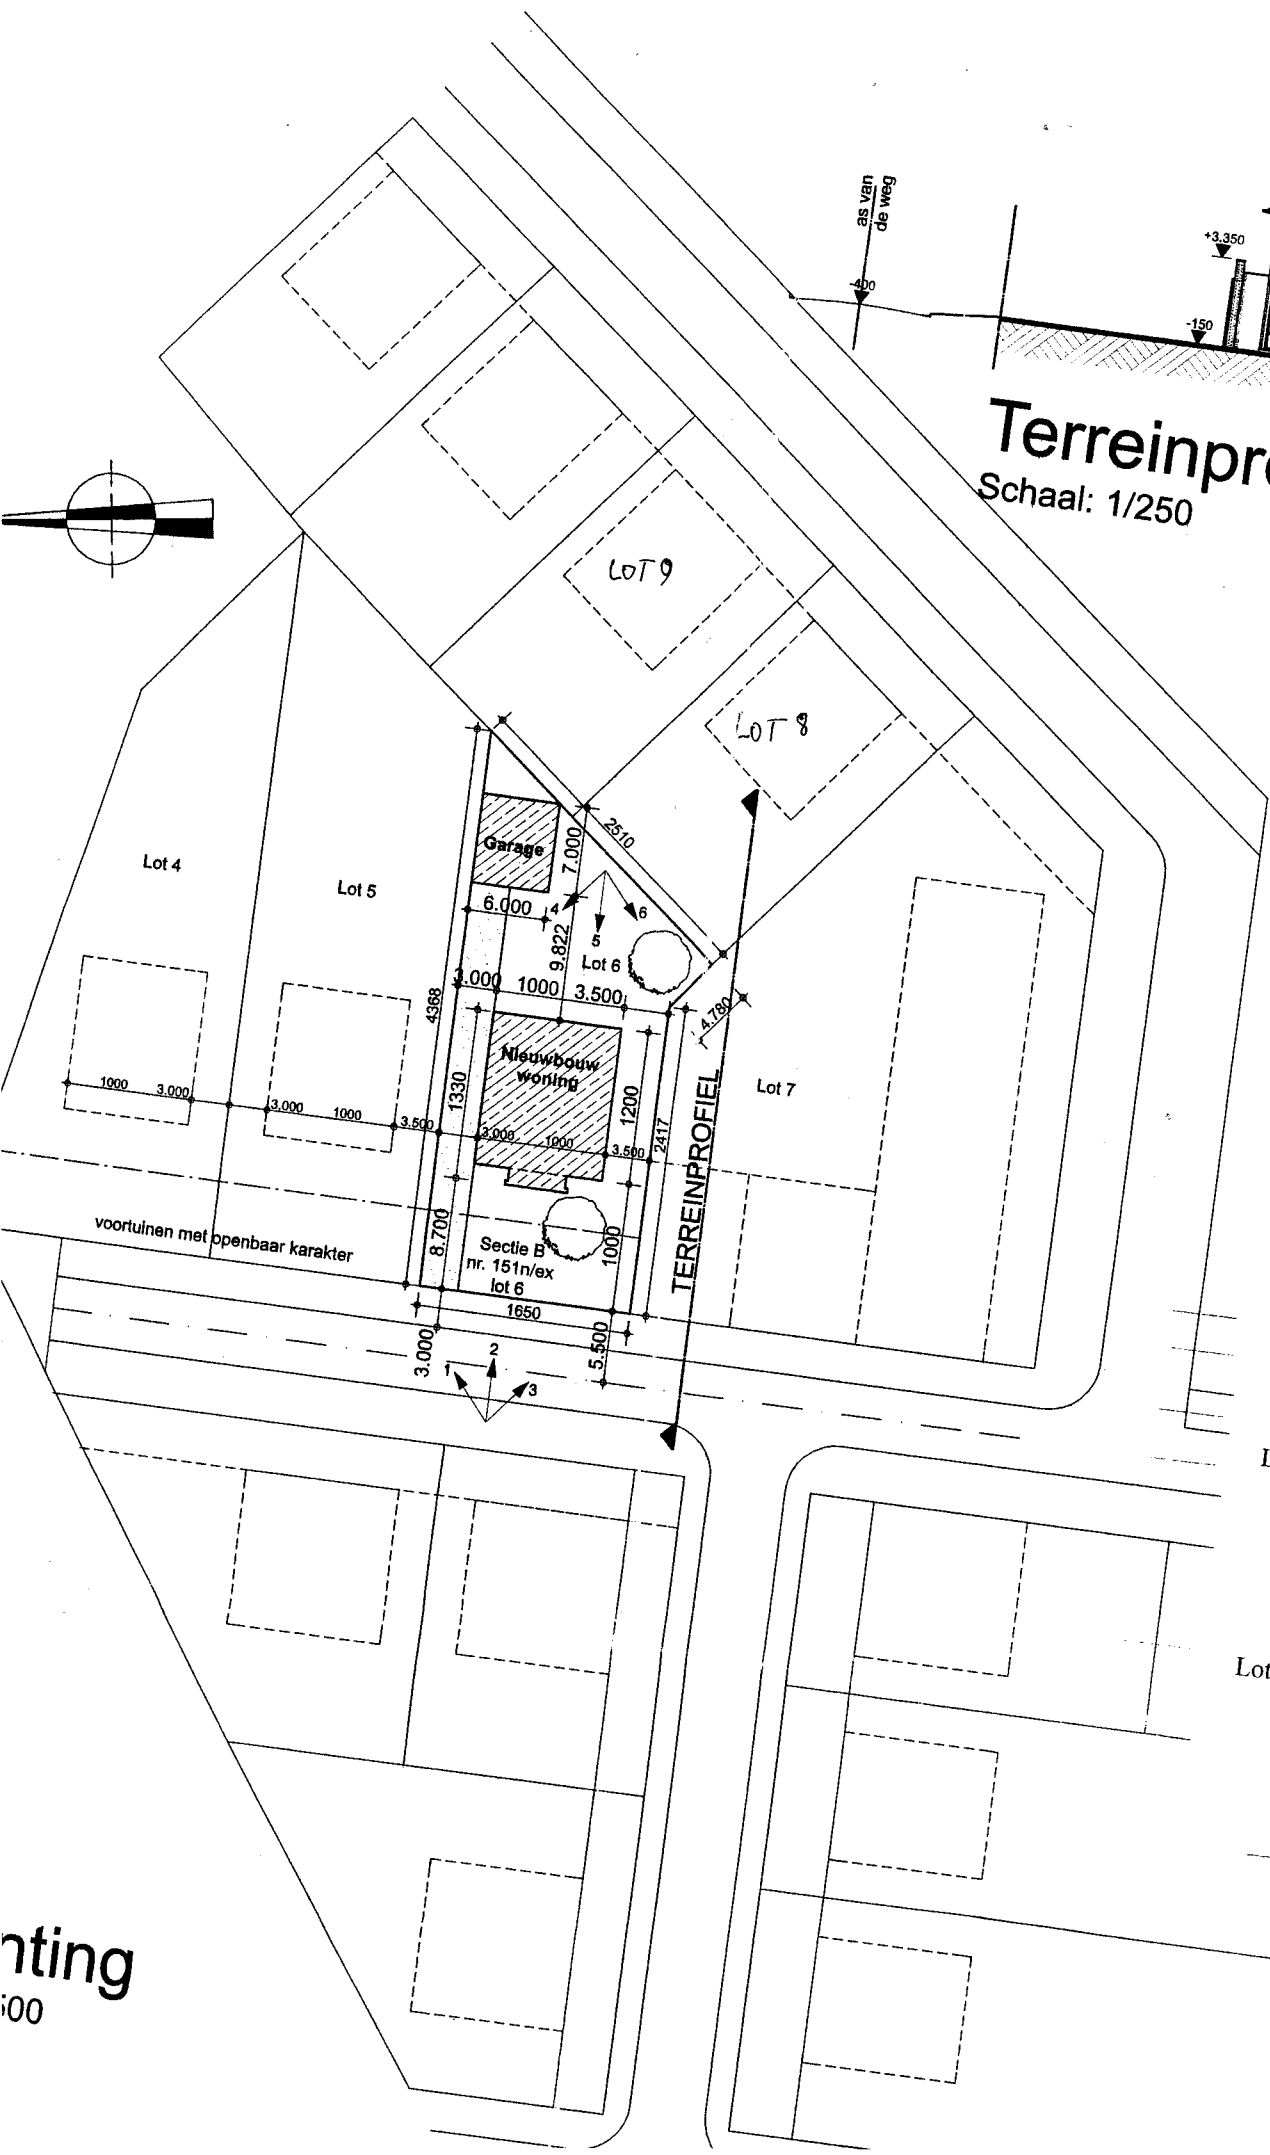 as van
de weg
+3.350
-400
-150
Terreinpr
Schaal: 1/250
LOT 9
LOT 8
2510
Garage
7.000
Lot 4
Lot 5
6.000
4
6
5
9.822
Lot 6
3.000
1000
3.500
4368
4.780
Nieuwbouw
woning
Lot 7
1330
1200
1000
3.000
3.000
1000
3.500
3.000
1000
3.500
2417
TERREINPROFIEL
voortuinen met openbaar karakter
8.700
Sectie B
nr. 151n/ex
lot 6
1000
1650
3.000
5.500
1
2
3
Lot
nting
500